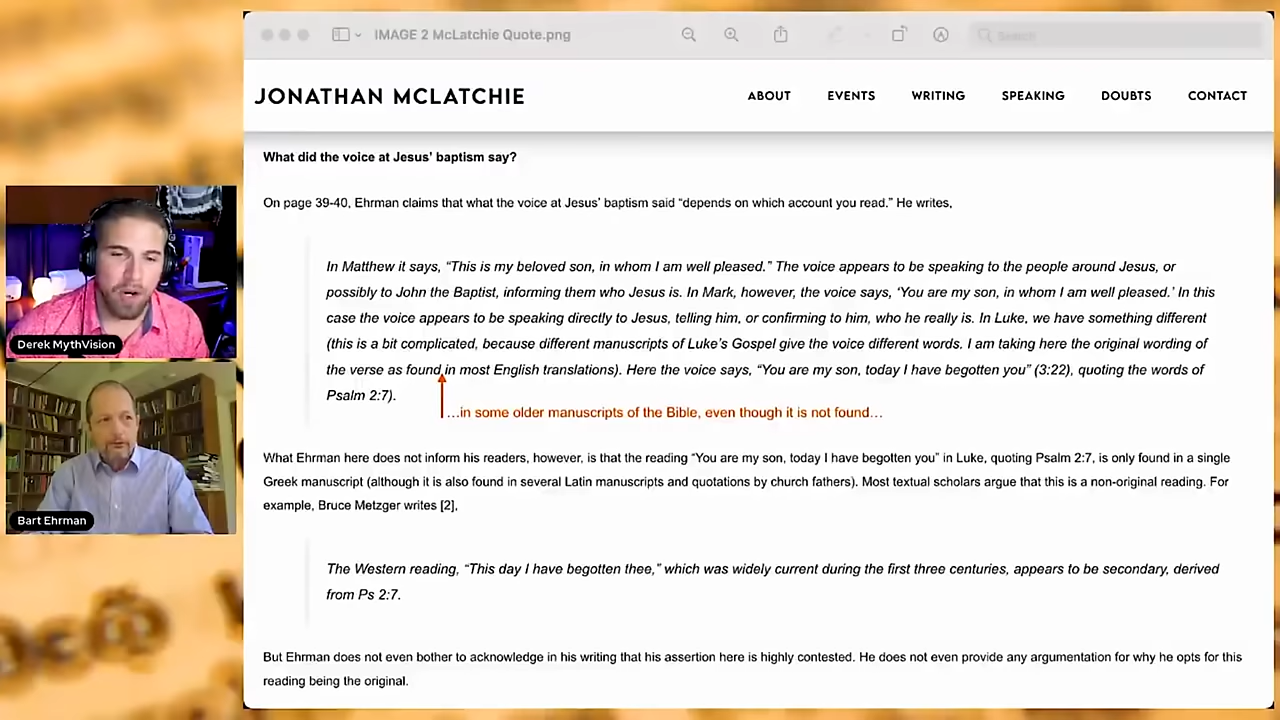 IMAGE 2 McLatchie Quote.png
Search
JONATHAN MCLATCHIE
ABOUT EVENTS WRITING SPEAKING DOUBTS CONTACT
What did the voice at Jesus’ baptism say?
On page 39-40, Ehrman claims that what the voice at Jesus’ baptism said “depends on which account you read.” He writes,
In Matthew it says, “This is my beloved son, in whom I am well pleased.” The voice appears to be speaking to the people around Jesus, or
possibly to John the Baptist, informing them who Jesus is. In Mark, however, the voice says, ‘You are my son, in whom I am well pleased.’ In this
case the voice appears to be speaking directly to Jesus, telling him, or confirming to him, who he really is. In Luke, we have something different
(this is a bit complicated, because different manuscripts of Luke’s Gospel give the voice different words. I am taking here the original wording of
the verse as found in most English translations). Here the voice says, “You are my son, today I have begotten you” (3:22), quoting the words of
Psalm 2:7).
…in some older manuscripts of the Bible, even though it is not found…
What Ehrman here does not inform his readers, however, is that the reading “You are my son, today I have begotten you” in Luke, quoting Psalm 2:7, is only found in a single
Greek manuscript (although it is also found in several Latin manuscripts and quotations by church fathers). Most textual scholars argue that this is a non-original reading. For
example, Bruce Metzger writes [2],
The Western reading, “This day I have begotten thee,” which was widely current during the first three centuries, appears to be secondary, derived
from Ps 2:7.
But Ehrman does not even bother to acknowledge in his writing that his assertion here is highly contested. He does not even provide any argumentation for why he opts for this
reading being the original.
Derek MythVision
Bart Ehrman